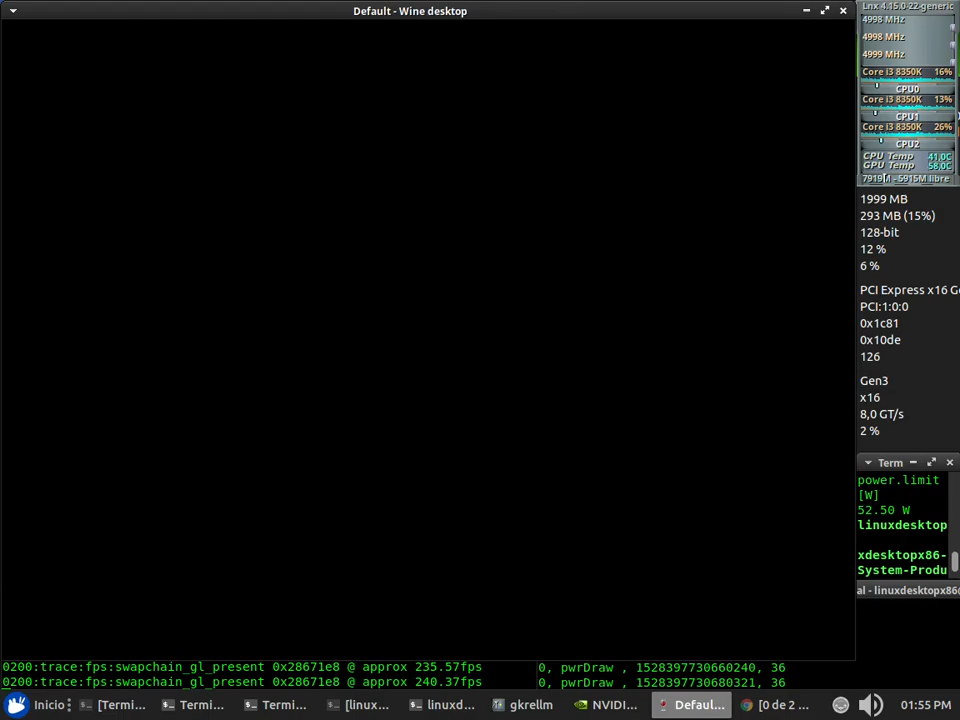 Default - Wine desktop
Lnx 4.15.0-22-generic
4998 MHz
4998 MHz
4999 MHz
Core i3 8350K 16%
CPU0
Core i3 8350K 13%
CPU1
Core i3 8350K 26%
CPU2
CPU Temp 41,0C
GPU Temp 58,0C
7919M - 5915M libre
1999 MB
293 MB (15%)
128-bit
12 %
6 %
PCI Express x16 Ge
PCI:1:0:0
0x1c81
0x10de
126
Gen3
x16
8,0 GT/s
2 %
Term
power.limit
[W]
52.50 W
linuxdesktop
xdesktopx86-
System-Produ
al - linuxdesktopx86@
0200:trace:fps:swapchain_gl_present 0x28671e8 @ approx 235.57fps
0, pwrDraw , 1528397730660240, 36
0200:trace:fps:swapchain_gl_present 0x28671e8 @ approx 240.37fps
0, pwrDraw , 1528397730680321, 36
Inicio
[Termi...
Termi...
Termi...
[linux...
linuxd...
gkrellm
NVIDI...
Defaul...
[0 de 2 ...
01:55 PM